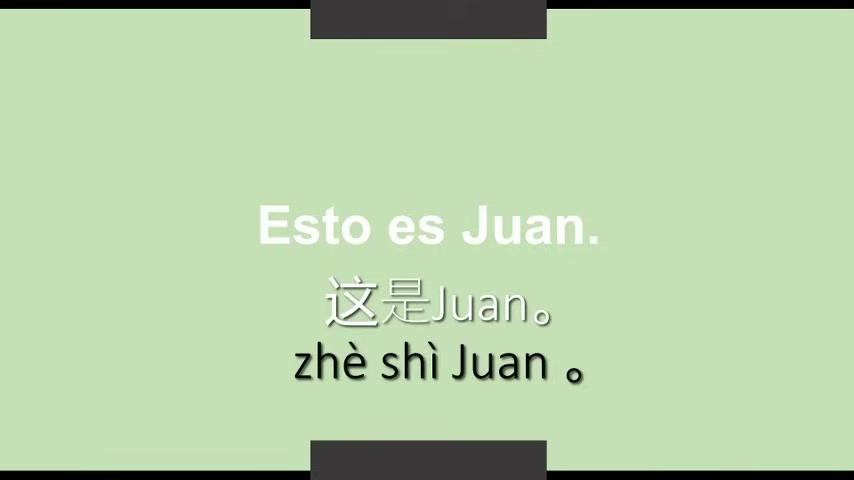 Esto es Juan.
这是Juan。
zhè shì Juan 。